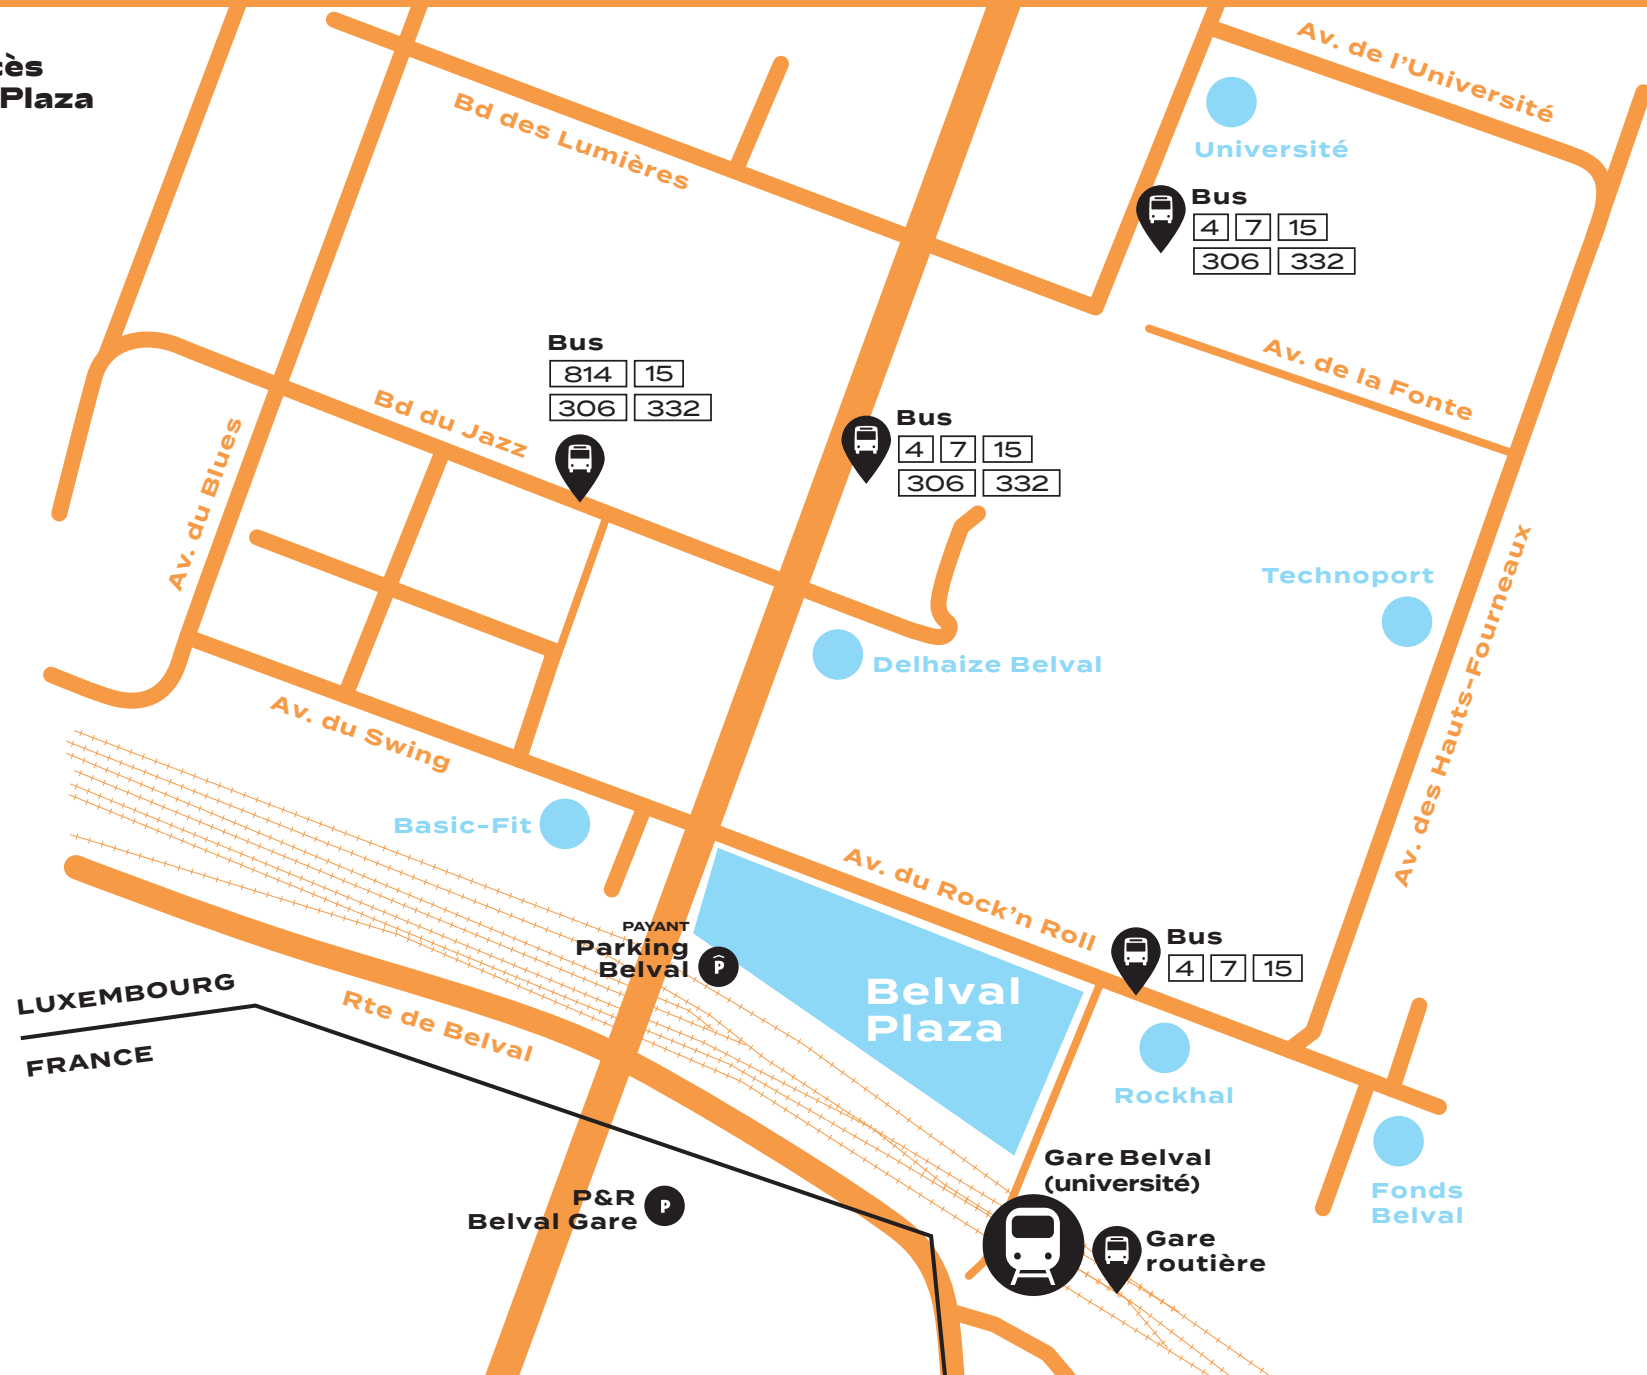 cès
Plaza
Av. de l'Université
Bd des Lumières
Université
Bus
4 7 15
306 332
Bus
814 15
306 332
Av. de la Fonte
Bd du Jazz
Bus
4 7 15
306 332
Av. du Blues
Technoport
Av. des Hauts-Fourneaux
Delhaize Belval
Av. du Swing
Basic-Fit
Av. du Rock'n Roll
PAYANT
Parking
Belval
P
Bus
4 7 15
Belval
Plaza
LUXEMBOURG
FRANCE
Rte de Belval
Rockhal
Gare Belval
(université)
P&R
Belval Gare
P
Fonds
Belval
Gare
routière